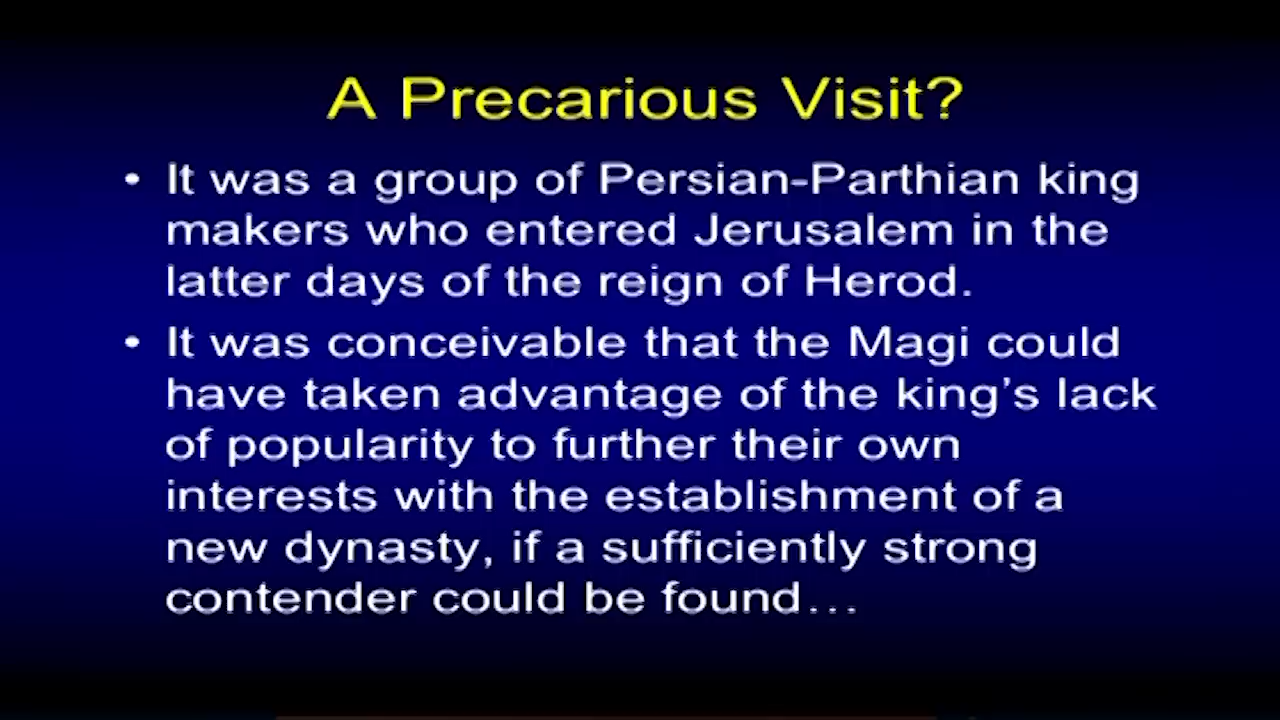 A Precarious Visit?
• It was a group of Persian-Parthian king
makers who entered Jerusalem in the
latter days of the reign of Herod.
• It was conceivable that the Magi could
have taken advantage of the king's lack
of popularity to further their own
interests with the establishment of a
new dynasty, if a sufficiently strong
contender could be found…